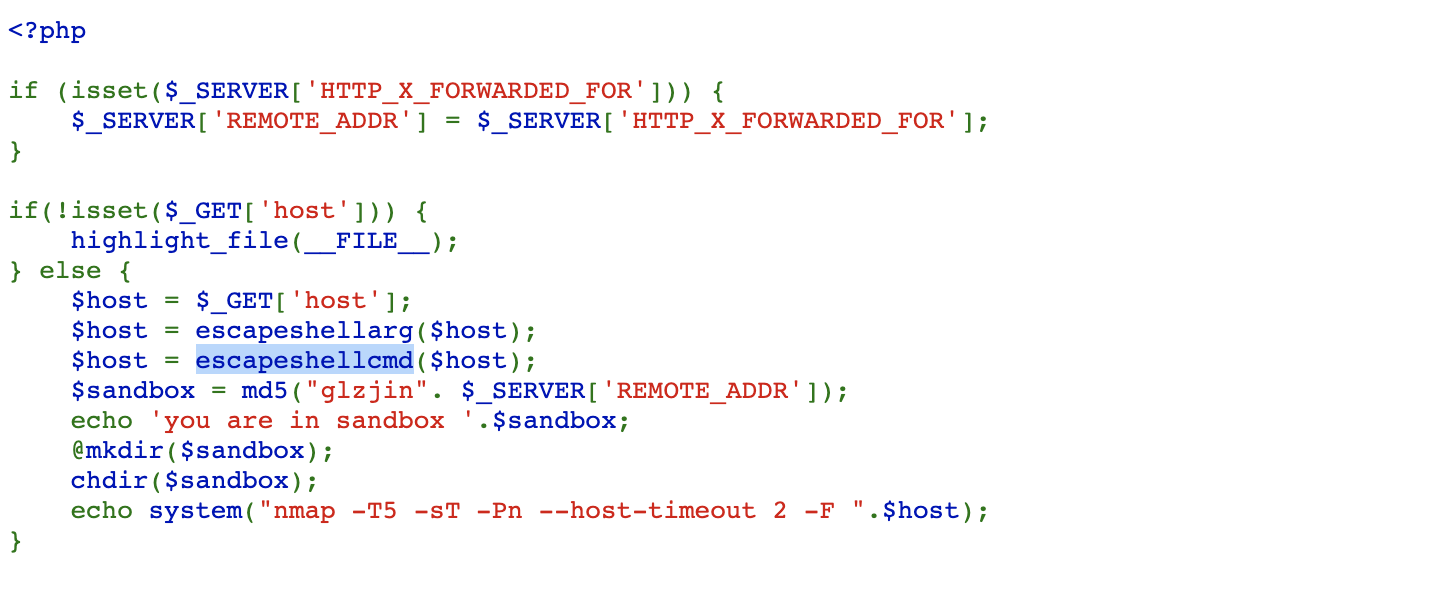 <?php
if (isset($_SERVER['HTTP_X_FORWARDED_FOR'])) {
    $_SERVER['REMOTE_ADDR'] = $_SERVER['HTTP_X_FORWARDED_FOR'];
}
if(!isset($_GET['host'])) {
    highlight_file(__FILE__);
} else {
    $host = $_GET['host'];
    $host = escapeshellarg($host);
    $host = escapeshellcmd($host);
    $sandbox = md5("glzjin". $_SERVER['REMOTE_ADDR']);
    echo 'you are in sandbox '.$sandbox;
    @mkdir($sandbox);
    chdir($sandbox);
    echo system("nmap -T5 -sT -Pn --host-timeout 2 -F ".$host);
}